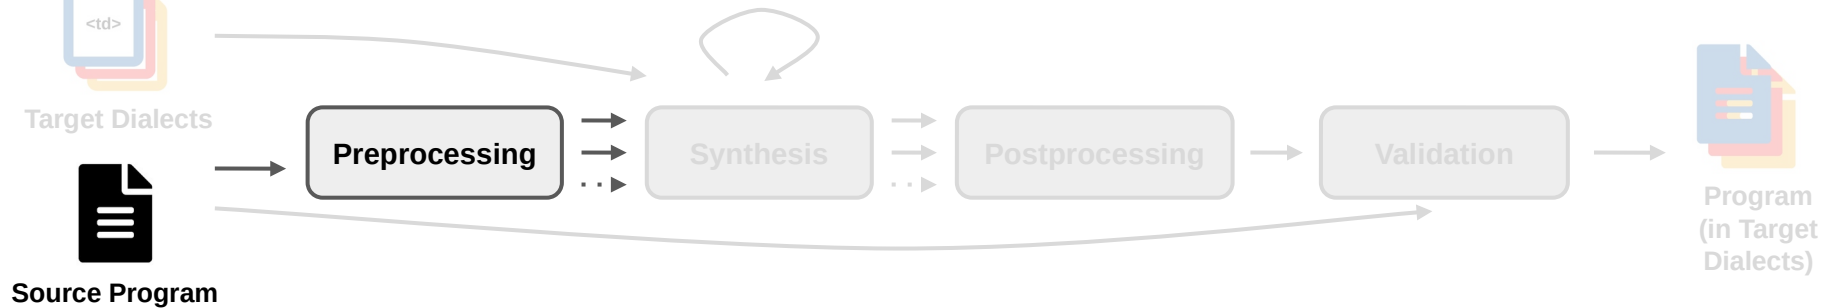 <td>
Target Dialects
Preprocessing
Synthesis
Postprocessing
Validation
Source Program
Program
(in Target
Dialects)